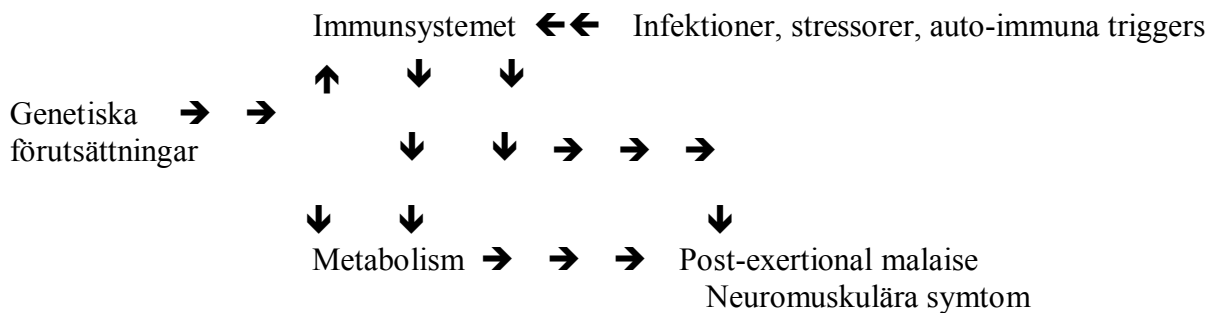 Immunsystemet 🡸🡸 Infektioner, stressorer, auto-immuna triggers
Genetiska
förutsättningar
Metabolism Post-exertional malaise
Neuromuskulära symtom